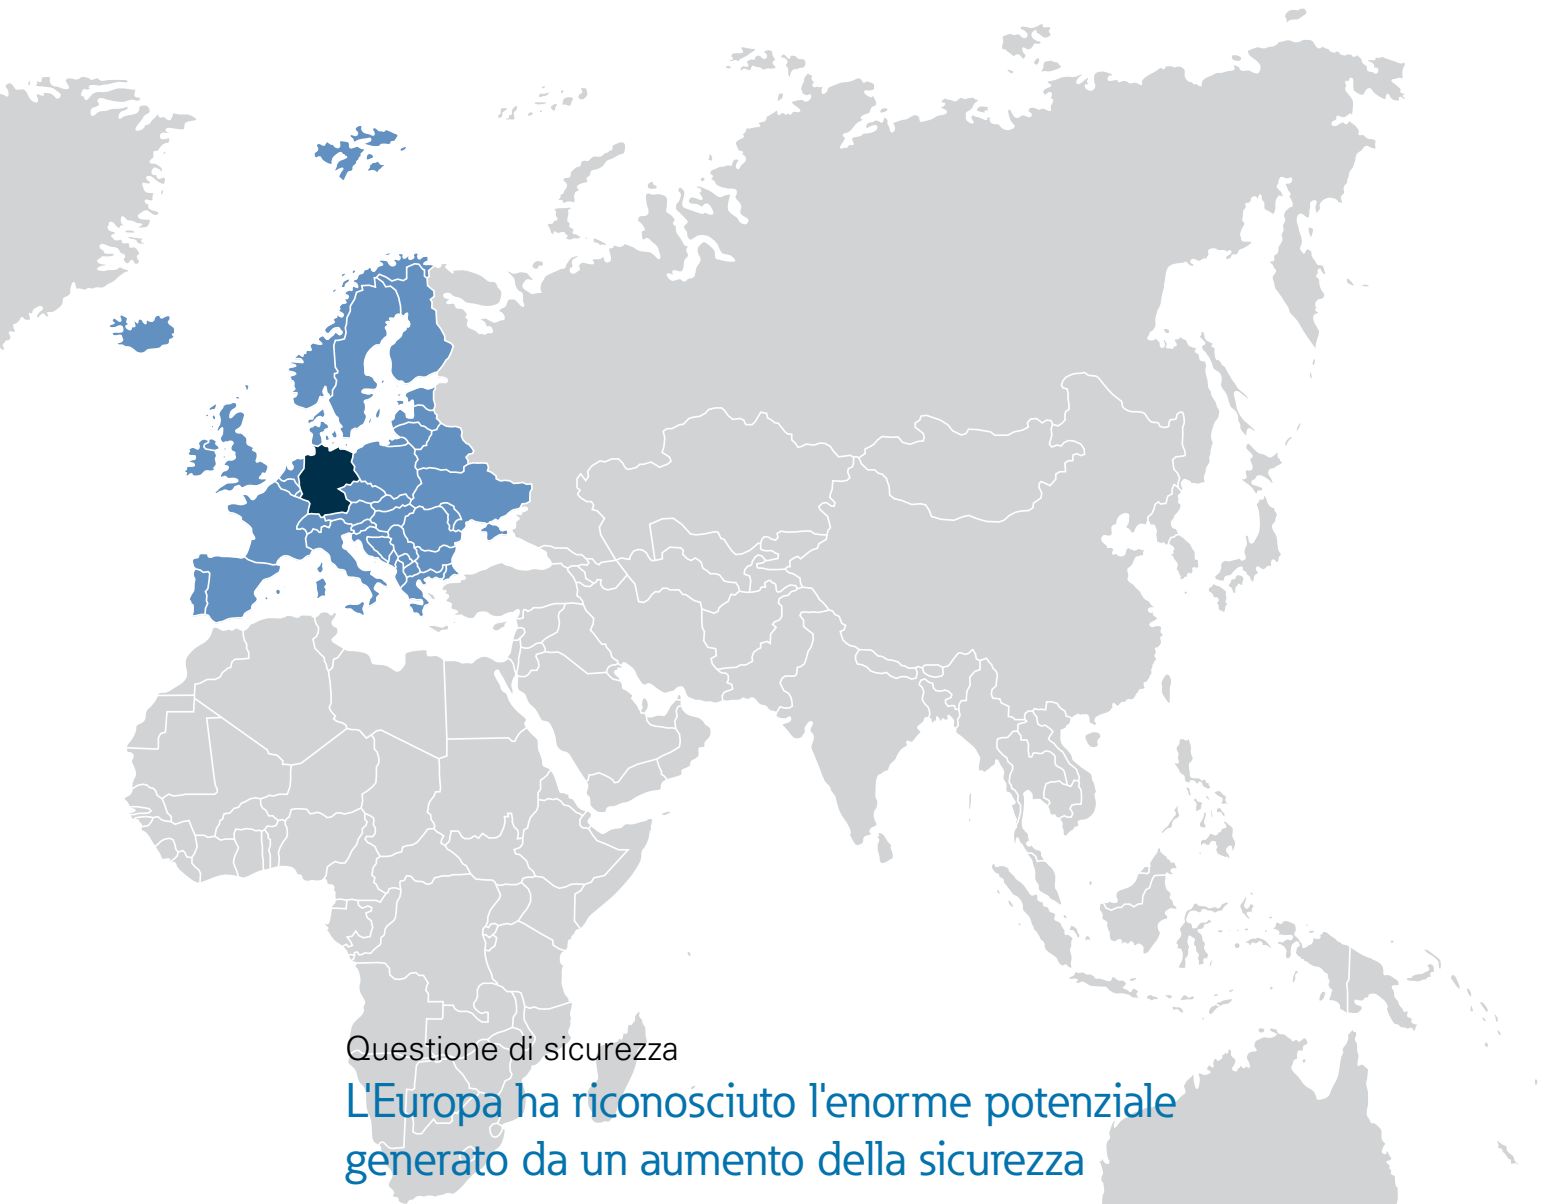 Questione di sicurezza
L'Europa ha riconosciuto l'enorme potenziale
generato da un aumento della sicurezza